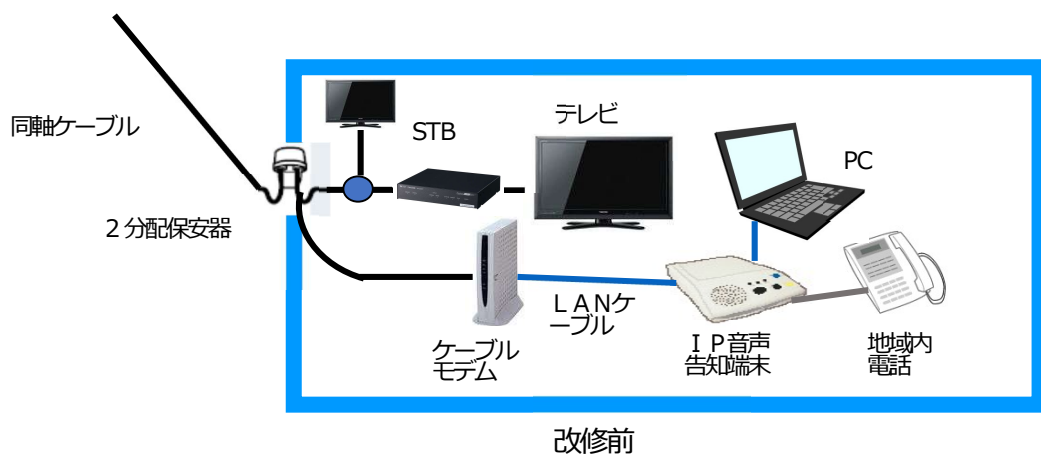 同軸ケーブル
STB
テレビ
PC
２分配保安器
ＬＡＮケ
ーブル
ケーブル
モデム
ＩＰ音声
告知端末
地域内
電話
改修前